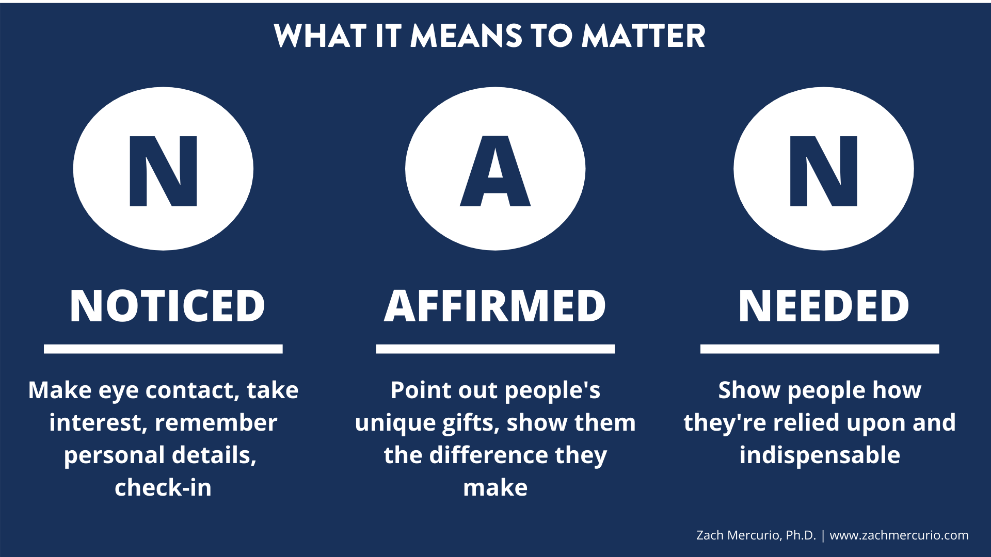 WHAT IT MEANS TO MATTER
N
NOTICED
Make eye contact, take
interest, remember
personal details,
check-in
A
AFFIRMED
Point out people's
unique gifts, show them
the difference they
make
N
NEEDED
Show people how
they're relied upon and
indispensable
Zach Mercurio, Ph.D. | www.zachmercurio.com